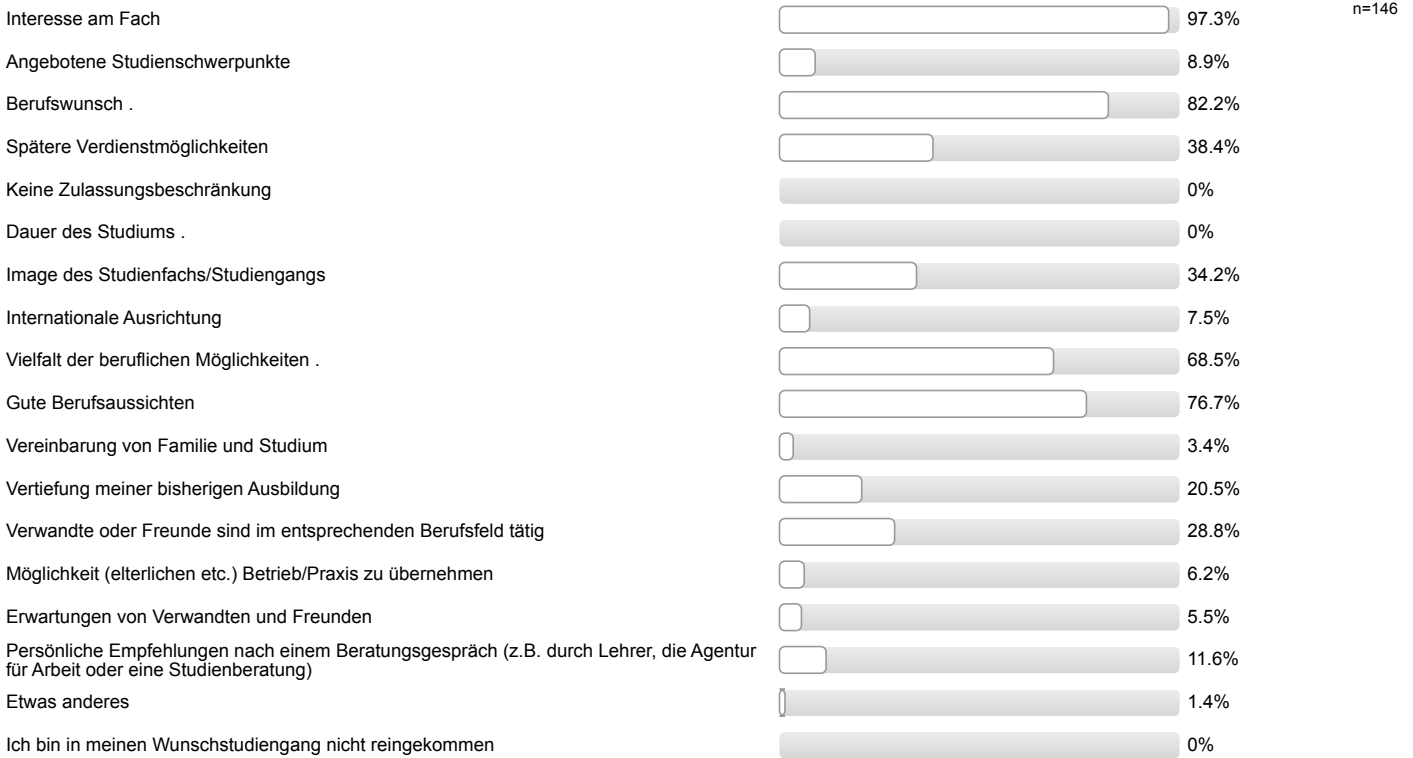 Interesse am Fach 97.3% n=146
Angebotene Studienschwerpunkte 8.9%
Berufswunsch . 82.2%
Spätere Verdienstmöglichkeiten 38.4%
Keine Zulassungsbeschränkung 0%
Dauer des Studiums . 0%
Image des Studienfachs/Studiengangs 34.2%
Internationale Ausrichtung 7.5%
Vielfalt der beruflichen Möglichkeiten . 68.5%
Gute Berufsaussichten 76.7%
Vereinbarung von Familie und Studium 3.4%
Vertiefung meiner bisherigen Ausbildung 20.5%
Verwandte oder Freunde sind im entsprechenden Berufsfeld tätig 28.8%
Möglichkeit (elterlichen etc.) Betrieb/Praxis zu übernehmen 6.2%
Erwartungen von Verwandten und Freunden 5.5%
Persönliche Empfehlungen nach einem Beratungsgespräch (z.B. durch Lehrer, die Agentur
für Arbeit oder eine Studienberatung) 11.6%
Etwas anderes 1.4%
Ich bin in meinen Wunschstudiengang nicht reingekommen 0%